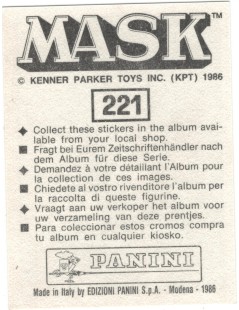 MASK™
© KENNER PARKER TOYS INC. (KPT) 1986
221
◆ Collect these stickers in the album avai-
lable from your local shop.
■ Fragt bei Eurem Zeitschriftenhändler nach
dem Album für diese Serie.
◆ Demandez à votre détaillant l'Album pour
la collection de ces images.
■ Chiedete al vostro rivenditore l'album per
la raccolta di queste figurine.
◆ Vraagt aan uw verkoper het album voor
uw verzameling van deze prentjes.
■ Para coleccionar estos cromos compra
tu album en cualquier kiosko.
PANINI
Made in Italy by EDIZIONI PANINI S.p.A. - Modena - 1986